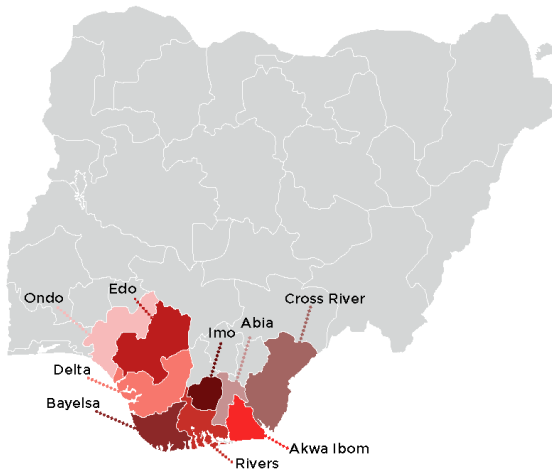 Ondo
Edo
Cross River
Imo
Abia
Delta
Bayelsa
Akwa Ibom
Rivers